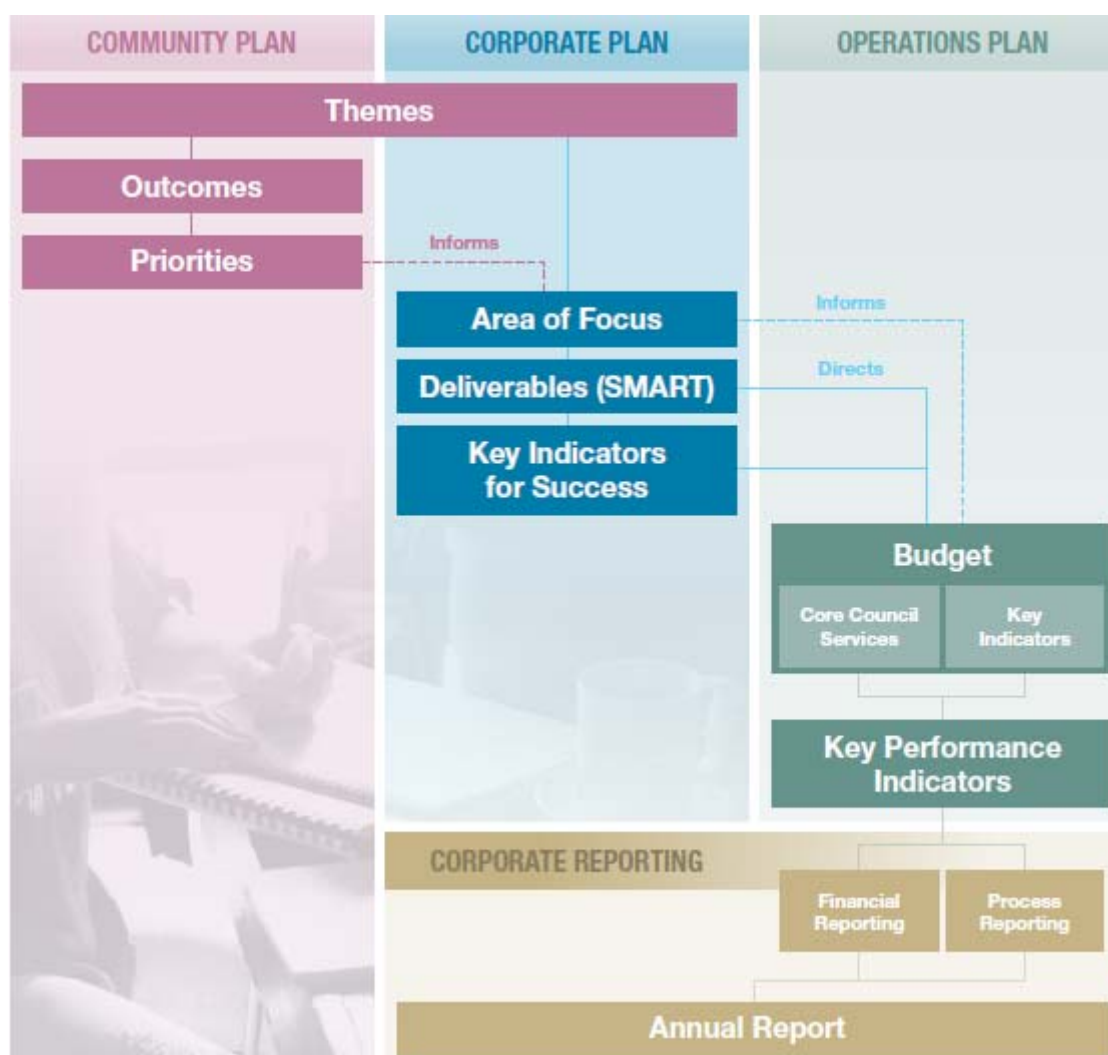 COMMUNITY PLAN
CORPORATE PLAN
OPERATIONS PLAN
Themes
Outcomes
Priorities
Informs
Area of Focus
Informs
Deliverables (SMART)
Directs
Key Indicators
for Success
Budget
Core Council
Services
Key
Indicators
Key Performance
Indicators
CORPORATE REPORTING
Financial
Reporting
Process
Reporting
Annual Report